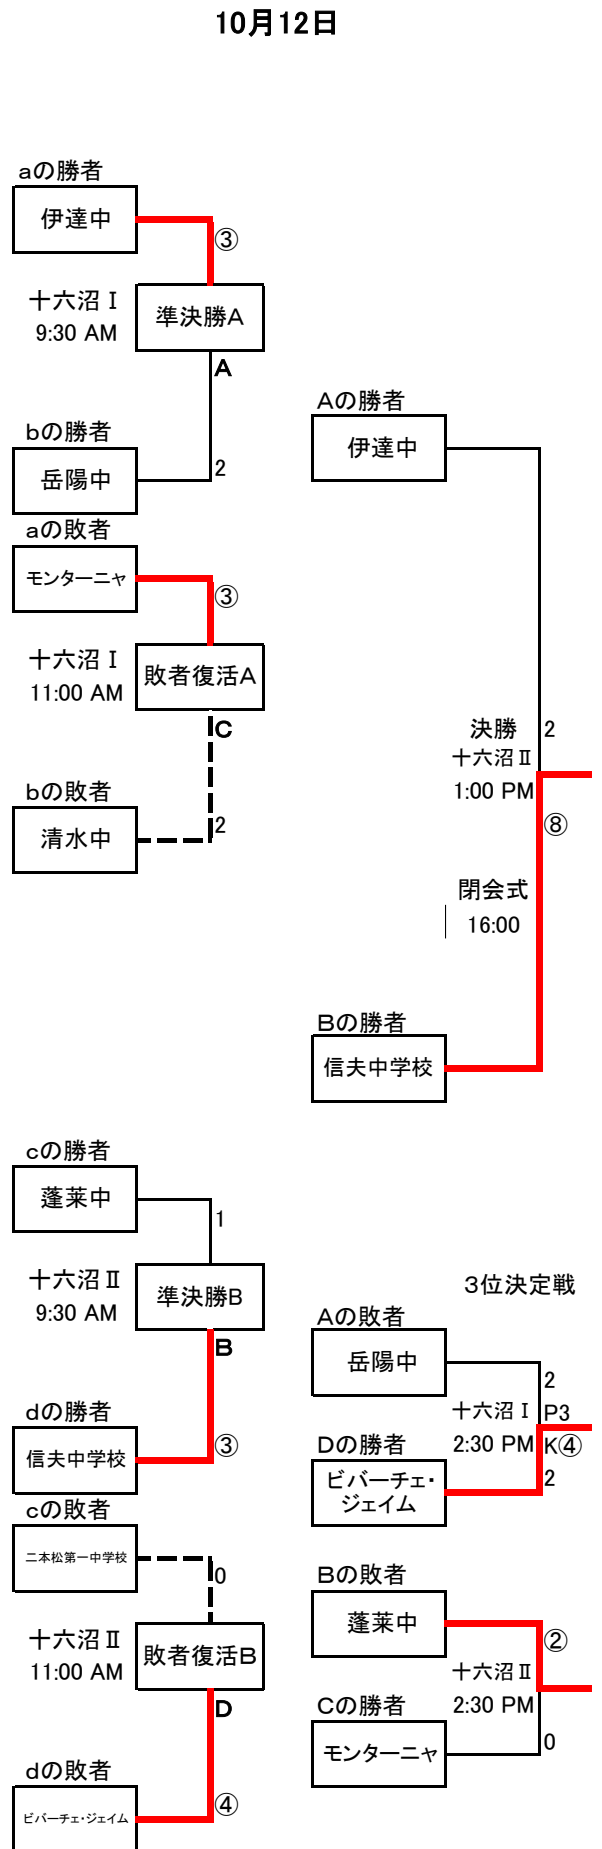 10月12日
aの勝者
伊達中
③
十六沼Ⅰ
9:30 AM
準決勝A
A
bの勝者
岳陽中
2
aの敗者
モンターニャ
③
十六沼Ⅰ
11:00 AM
敗者復活A
C
bの敗者
清水中
2
Aの勝者
伊達中
決勝
2
十六沼Ⅱ
1:00 PM
⑧
閉会式
16:00
Bの勝者
信夫中学校
cの勝者
蓬莱中
1
十六沼Ⅱ
9:30 AM
準決勝B
B
dの勝者
信夫中学校
③
cの敗者
二本松第一中学校
0
十六沼Ⅱ
11:00 AM
敗者復活B
D
dの敗者
ビバーチェ・ジェイム
④
3位決定戦
Aの敗者
岳陽中
2
十六沼Ⅰ P3
2:30 PM K④
Dの勝者
ビバーチェ・
ジェイム
2
Bの敗者
蓬莱中
②
十六沼Ⅱ
2:30 PM
Cの勝者
モンターニャ
0